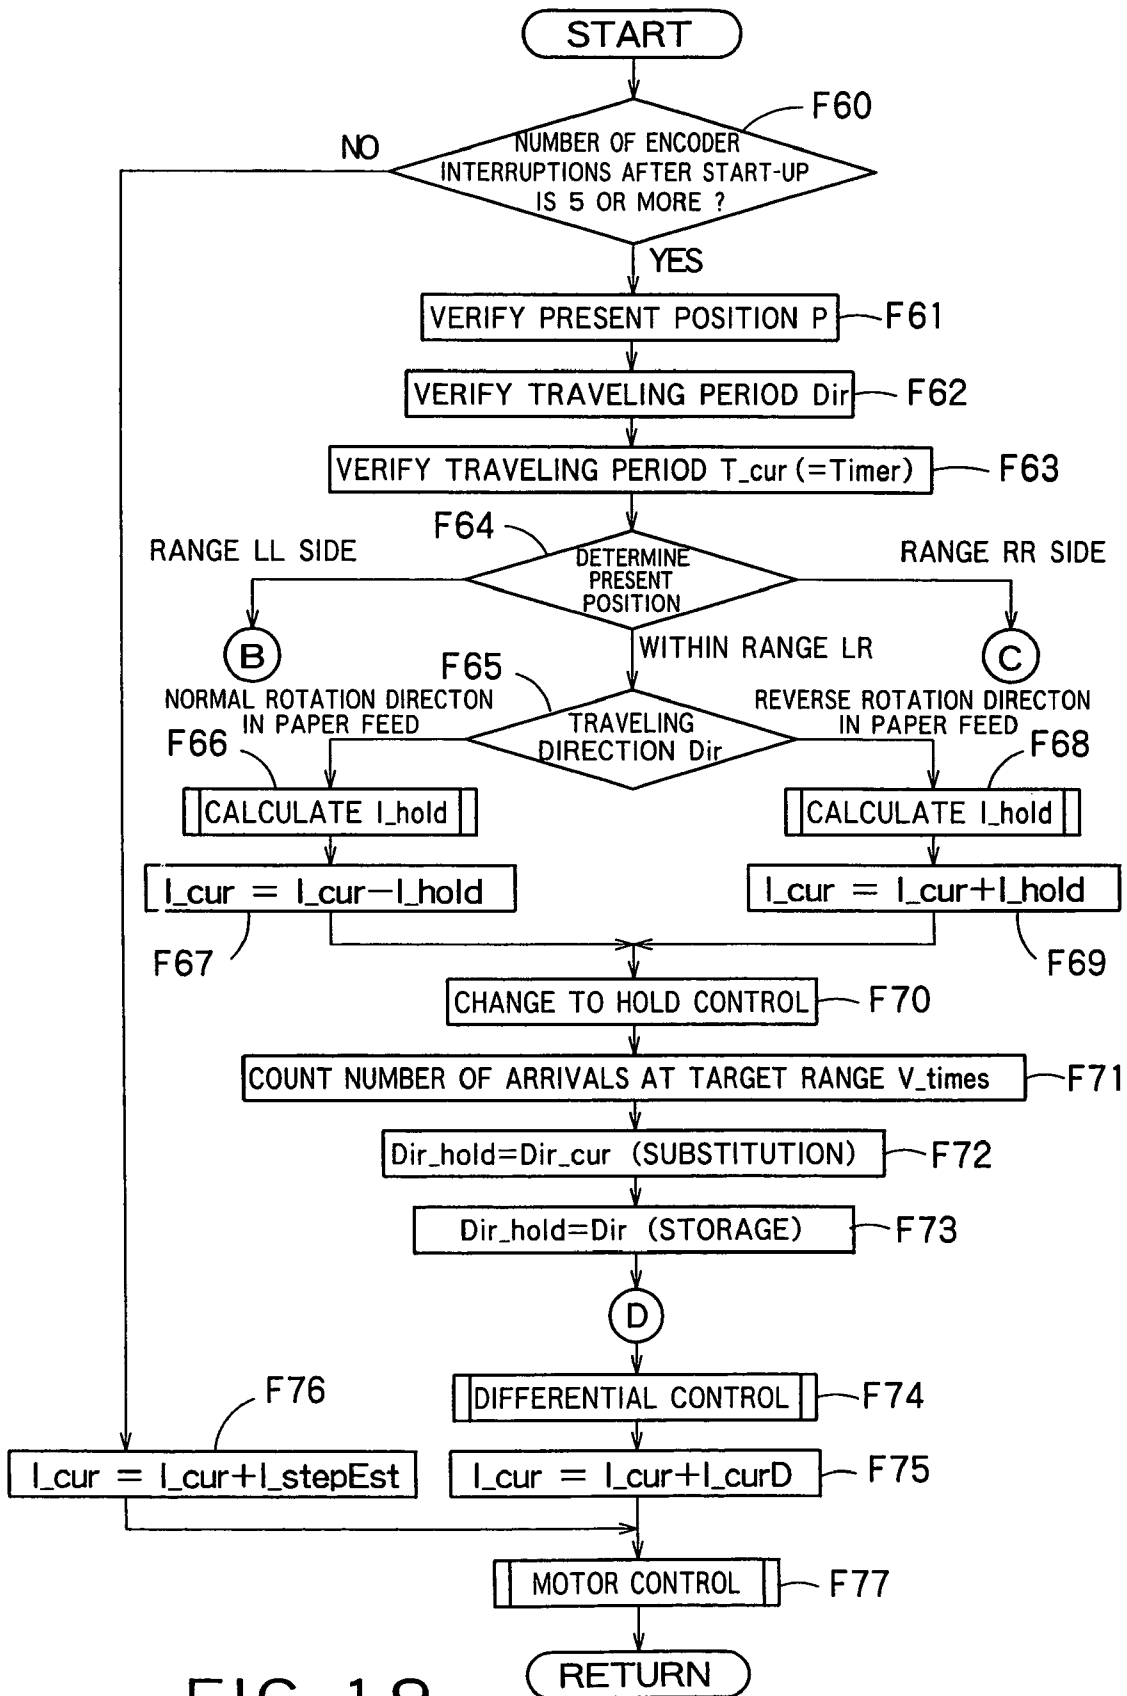 START
F60
NO
NUMBER OF ENCODER
INTERRUPTIONS AFTER START-UP
IS 5 OR MORE ?
YES
VERIFY PRESENT POSITION P
F61
VERIFY TRAVELING PERIOD Dir
F62
VERIFY TRAVELING PERIOD T_cur (=Timer)
F63
F64
RANGE LL SIDE
RANGE RR SIDE
DETERMINE
PRESENT
POSITION
B
WITHIN RANGE LR
C
F65
NORMAL ROTATION DIRECTON
IN PAPER FEED
REVERSE ROTATION DIRECTON
IN PAPER FEED
TRAVELING
DIRECTION Dir
F66
F68
CALCULATE I_hold
CALCULATE I_hold
I_cur = I_cur-I_hold
I_cur = I_cur+I_hold
F67
F69
CHANGE TO HOLD CONTROL
F70
COUNT NUMBER OF ARRIVALS AT TARGET RANGE V_times
F71
Dir_hold=Dir_cur (SUBSTITUTION)
F72
Dir_hold=Dir (STORAGE)
F73
D
F76
DIFFERENTIAL CONTROL
F74
I_cur = I_cur+I_stepEst
I_cur = I_cur+I_curD
F75
MOTOR CONTROL
F77
RETURN